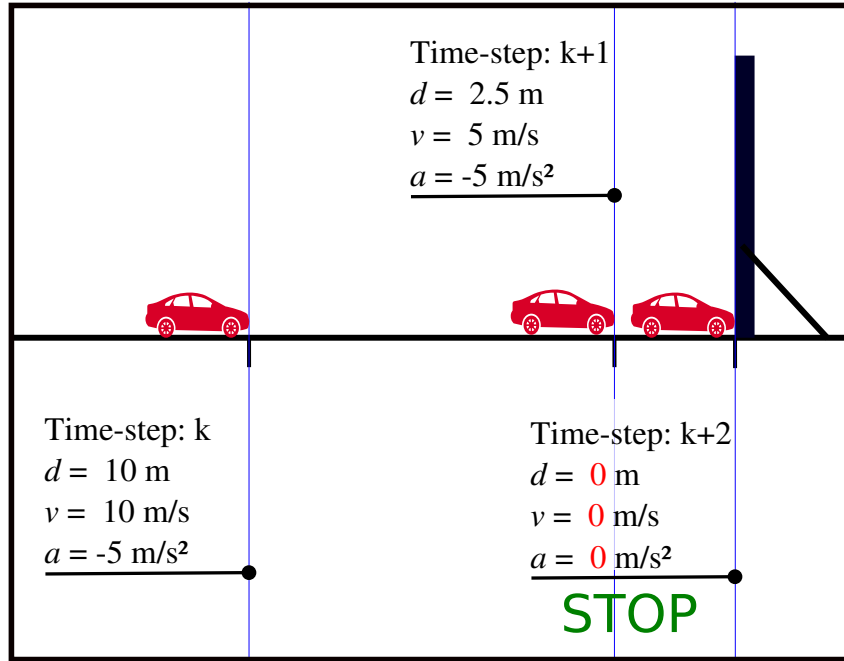 Time-step: k+1
d = 2.5 m
v = 5 m/s
a = -5 m/s²
Time-step: k
d = 10 m
v = 10 m/s
a = -5 m/s²
Time-step: k+2
d = 0 m
v = 0 m/s
a = 0 m/s²
STOP